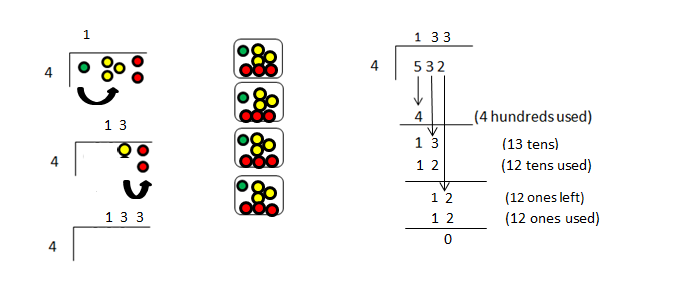 1
4
1 3
4
1 3 3
4
1 3 3
4 5 3 2
4 (4 hundreds used)
1 3 (13 tens)
1 2 (12 tens used)
1 2 (12 ones left)
1 2 (12 ones used)
0